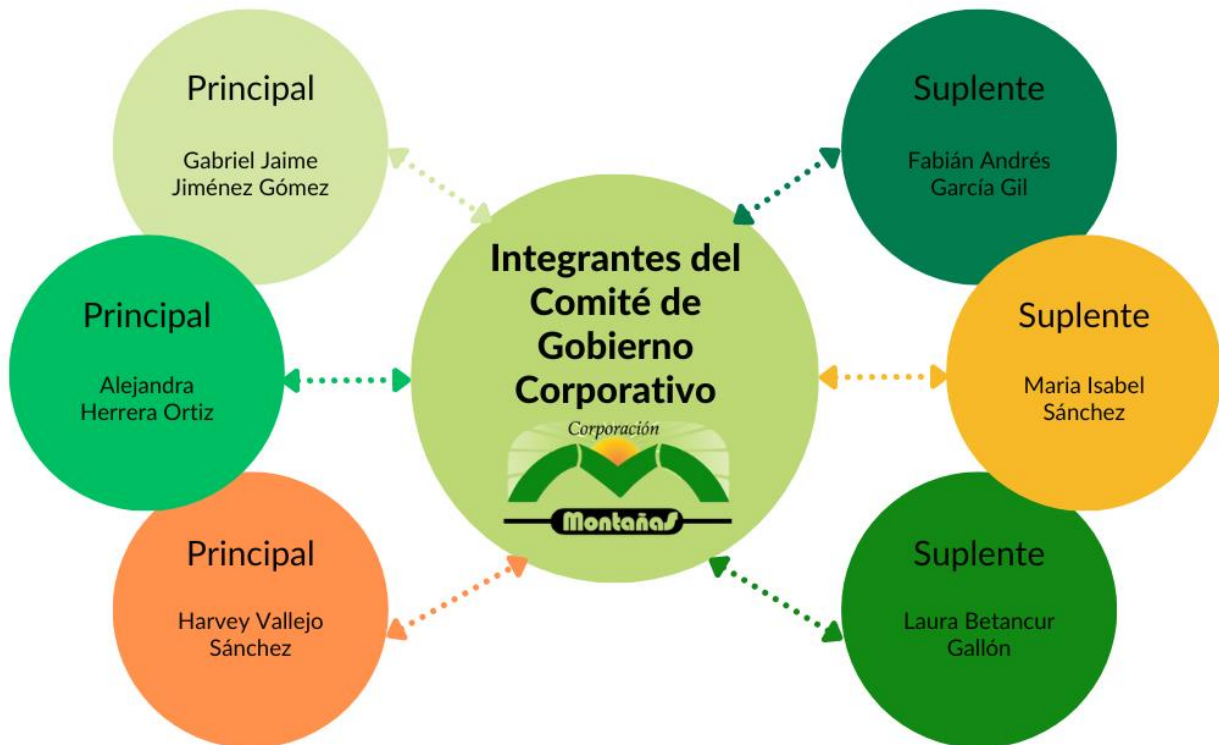 Principal
Gabriel Jaime
Jiménez Gómez
Principal
Alejandra
Herrera Ortiz
Principal
Harvey Vallejo
Sánchez
Integrantes del
Comité de
Gobierno
Corporativo
Corporación
Montañas
Suplente
Fabián Andrés
García Gil
Suplente
Maria Isabel
Sánchez
Suplente
Laura Betancur
Gallón